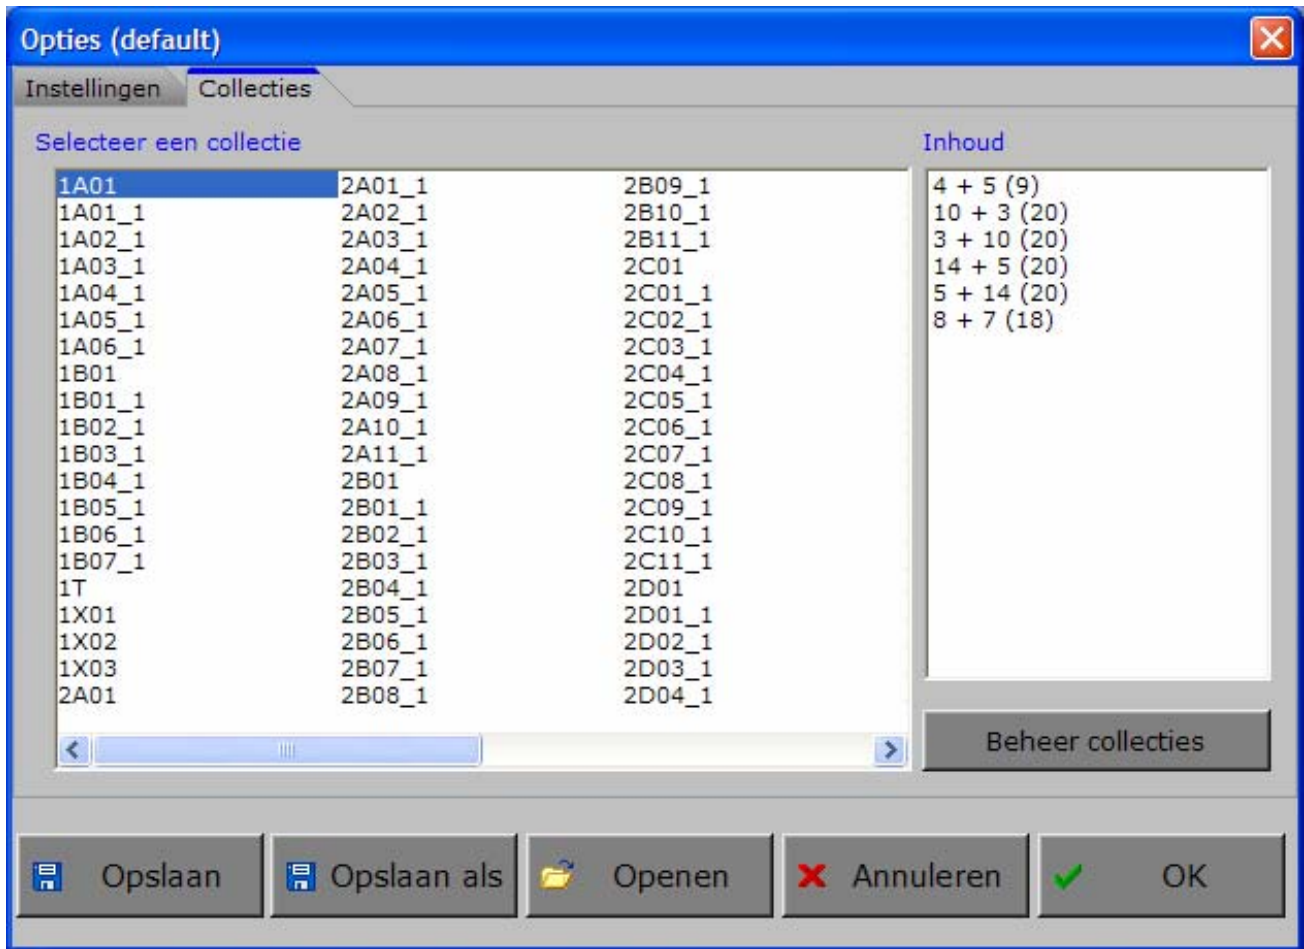 Opties (default)
Instellingen
Collecties
Selecteer een collectie
1A01
1A01_1
1A02_1
1A03_1
1A04_1
1A05_1
1A06_1
1B01
1B01_1
1B02_1
1B03_1
1B04_1
1B05_1
1B06_1
1B07_1
1T
1X01
1X02
1X03
2A01
2A01_1
2A02_1
2A03_1
2A04_1
2A05_1
2A06_1
2A07_1
2A08_1
2A09_1
2A10_1
2A11_1
2B01
2B01_1
2B02_1
2B03_1
2B04_1
2B05_1
2B06_1
2B07_1
2B08_1
2B09_1
2B10_1
2B11_1
2C01
2C01_1
2C02_1
2C03_1
2C04_1
2C05_1
2C06_1
2C07_1
2C08_1
2C09_1
2C10_1
2C11_1
2D01
2D01_1
2D02_1
2D03_1
2D04_1
Inhoud
4 + 5 (9)
10 + 3 (20)
3 + 10 (20)
14 + 5 (20)
5 + 14 (20)
8 + 7 (18)
Beheer collecties
Opslaan
Opslaan als
Openen
Annuleren
OK